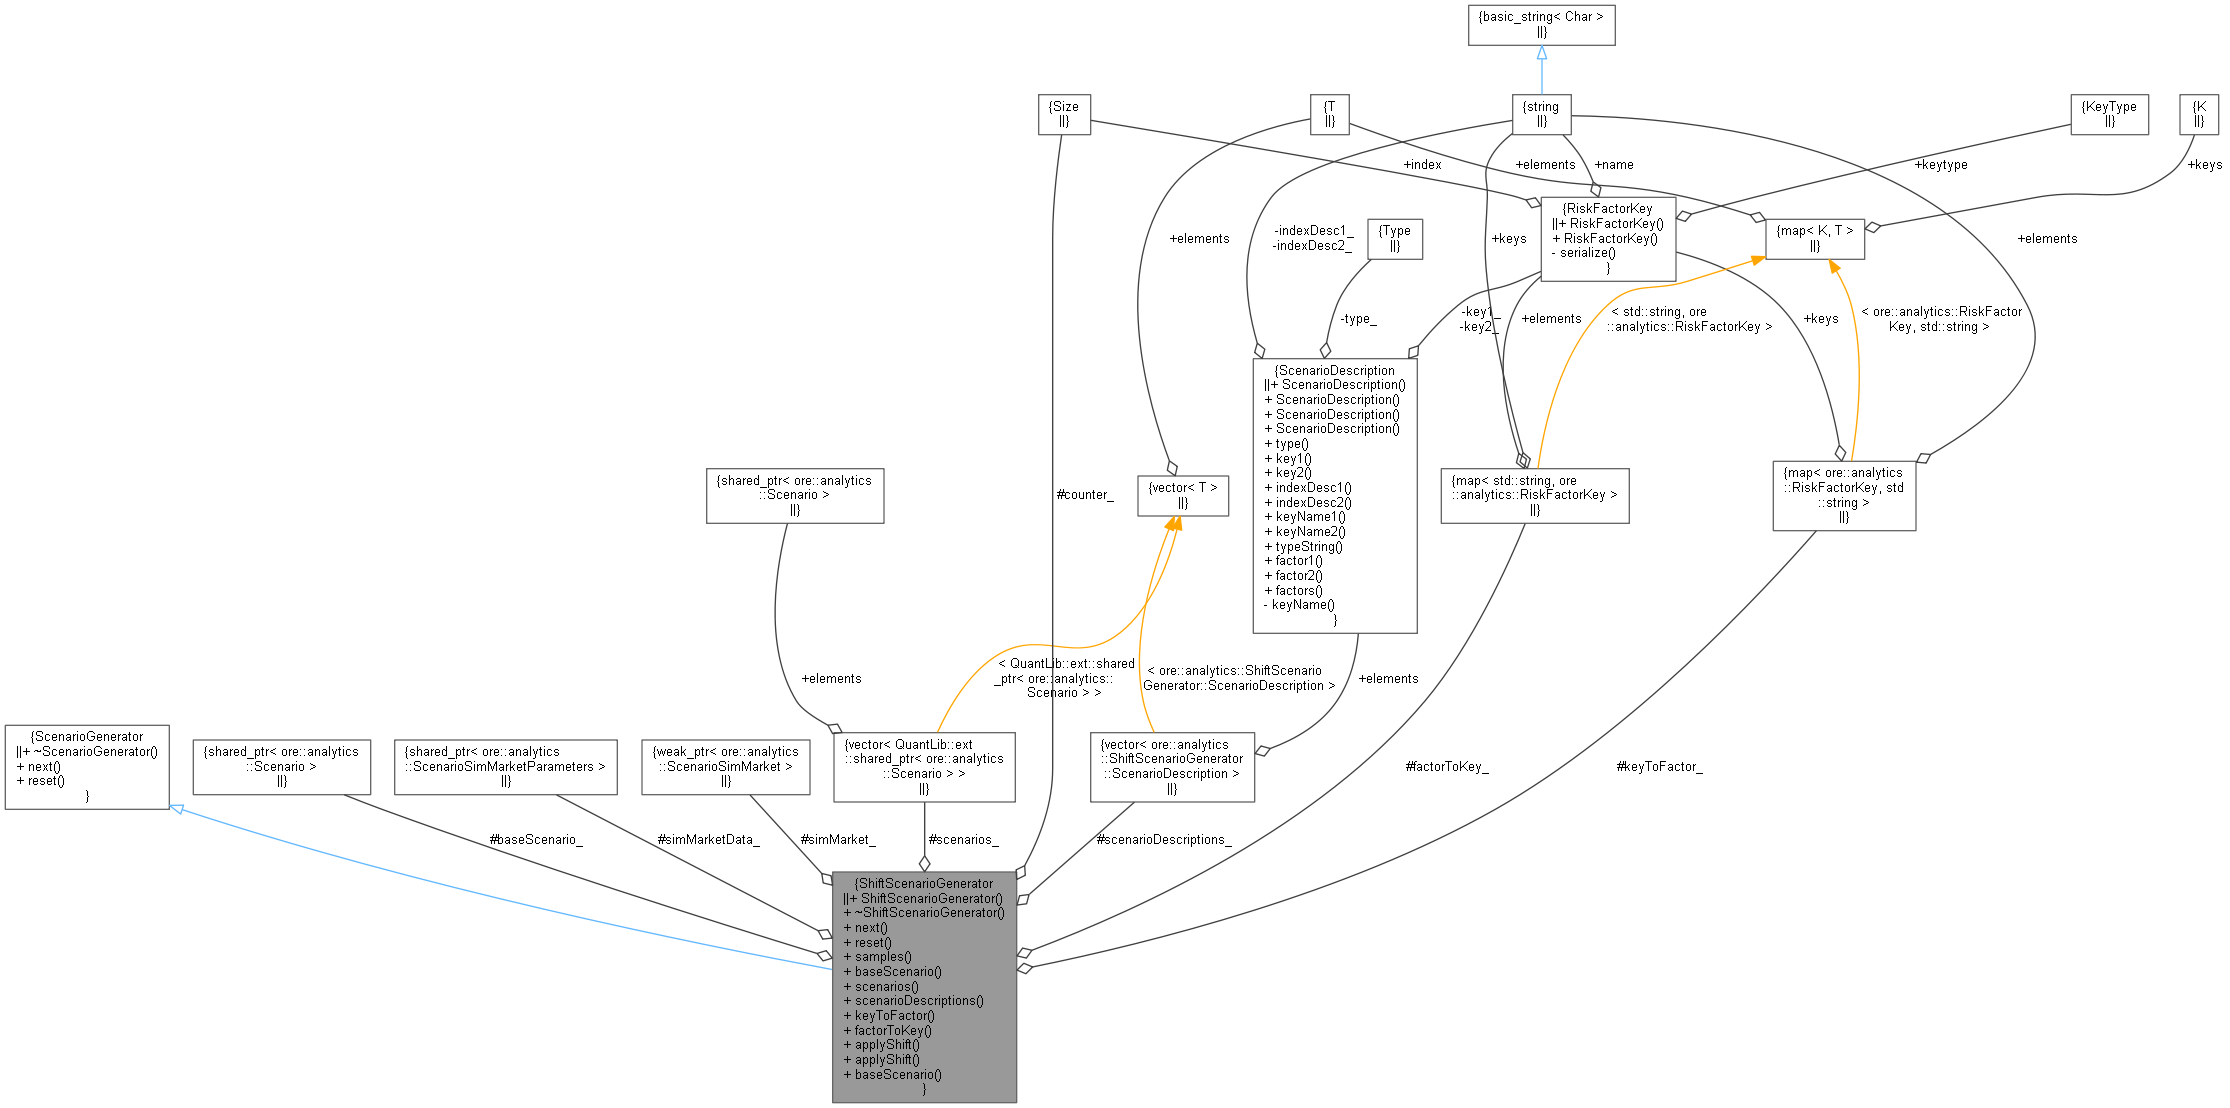 {basic_string< Char >
||}
{Size
||}
{T
||}
{string
||}
{KeyType
||}
{K
||}
+index
+elements
+name
+keytype
+keys
{RiskFactorKey
||+ RiskFactorKey()
+ RiskFactorKey()
- serialize()
}
{map< K, T >
||}
{Type
||}
+elements
-indexDesc1_
-indexDesc2_
+keys
+elements
-type_
-key1_
-key2_
+elements
< std::string, ore
::analytics::RiskFactorKey >
+keys
< ore::analytics::RiskFactor
Key, std::string >
{ScenarioDescription
||+ ScenarioDescription()
+ ScenarioDescription()
+ ScenarioDescription()
+ ScenarioDescription()
+ type()
+ key1()
+ key2()
+ indexDesc1()
+ indexDesc2()
+ keyName1()
+ keyName2()
+ typeString()
+ factor1()
+ factor2()
+ factors()
- keyName()
}
{shared_ptr< ore::analytics
::Scenario >
||}
#counter_
{vector< T >
||}
{map< std::string, ore
::analytics::RiskFactorKey >
||}
{map< ore::analytics
::RiskFactorKey, std
::string >
||}
+elements
< QuantLib::ext::shared
_ptr< ore::analytics::
Scenario > >
< ore::analytics::ShiftScenario
Generator::ScenarioDescription >
+elements
{ScenarioGenerator
||+ ~ScenarioGenerator()
+ next()
+ reset()
}
{shared_ptr< ore::analytics
::Scenario >
||}
{shared_ptr< ore::analytics
::ScenarioSimMarketParameters >
||}
{weak_ptr< ore::analytics
::ScenarioSimMarket >
||}
{vector< QuantLib::ext
::shared_ptr< ore::analytics
::Scenario > >
||}
{vector< ore::analytics
::ShiftScenarioGenerator
::ScenarioDescription >
||}
#factorToKey_
#keyToFactor_
#baseScenario_
#simMarketData_
#simMarket_
#scenarios_
#scenarioDescriptions_
{ShiftScenarioGenerator
||+ ShiftScenarioGenerator()
+ ~ShiftScenarioGenerator()
+ next()
+ reset()
+ samples()
+ baseScenario()
+ scenarios()
+ scenarioDescriptions()
+ keyToFactor()
+ factorToKey()
+ applyShift()
+ applyShift()
+ baseScenario()
}